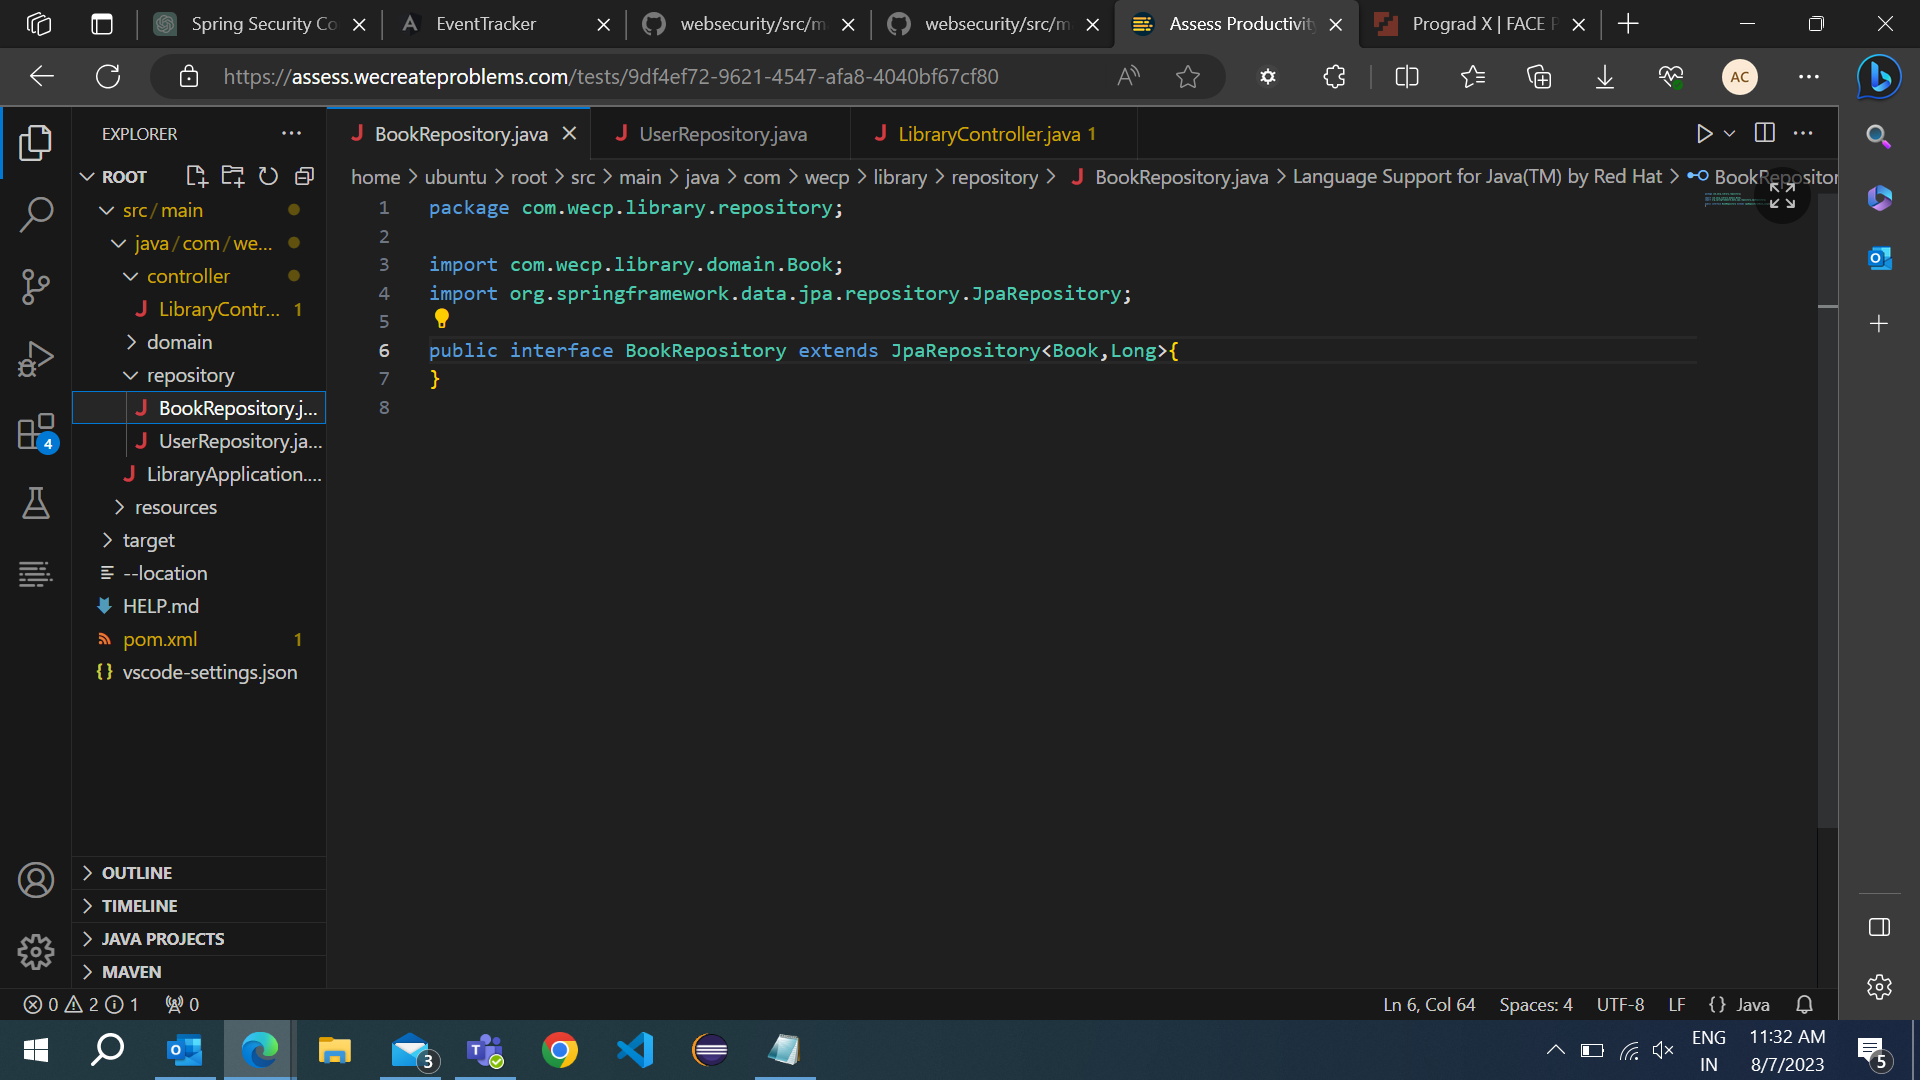 Spring Security Co
EventTracker
websecurity/src/m
websecurity/src/m
Assess Productivit
Prograd X | FACE P
https://assess.wecreateproblems.com/tests/9df4ef72-9621-4547-afa8-4040bf67cf80
AC
EXPLORER
BookRepository.java
UserRepository.java
LibraryController.java 1
ROOT
home > ubuntu > root > src > main > java > com > wecp > library > repository > J BookRepository.java > Language Support for Java(TM) by Red Hat > BookRepositor
src/main
java/com/we...
controller
J LibraryContr... 1
domain
repository
J BookRepository.j...
J UserRepository.ja...
J LibraryApplication....
resources
target
--location
HELP.md
pom.xml 1
{} vscode-settings.json
1 package com.wecp.library.repository;
2
3 import com.wecp.library.domain.Book;
4 import org.springframework.data.jpa.repository.JpaRepository;
5
6 public interface BookRepository extends JpaRepository<Book,Long>{
7 }
8
4
OUTLINE
TIMELINE
JAVA PROJECTS
MAVEN
0 2 1 0
Ln 6, Col 64 Spaces: 4 UTF-8 LF {} Java
3
ENG
IN
11:32 AM
8/7/2023
5